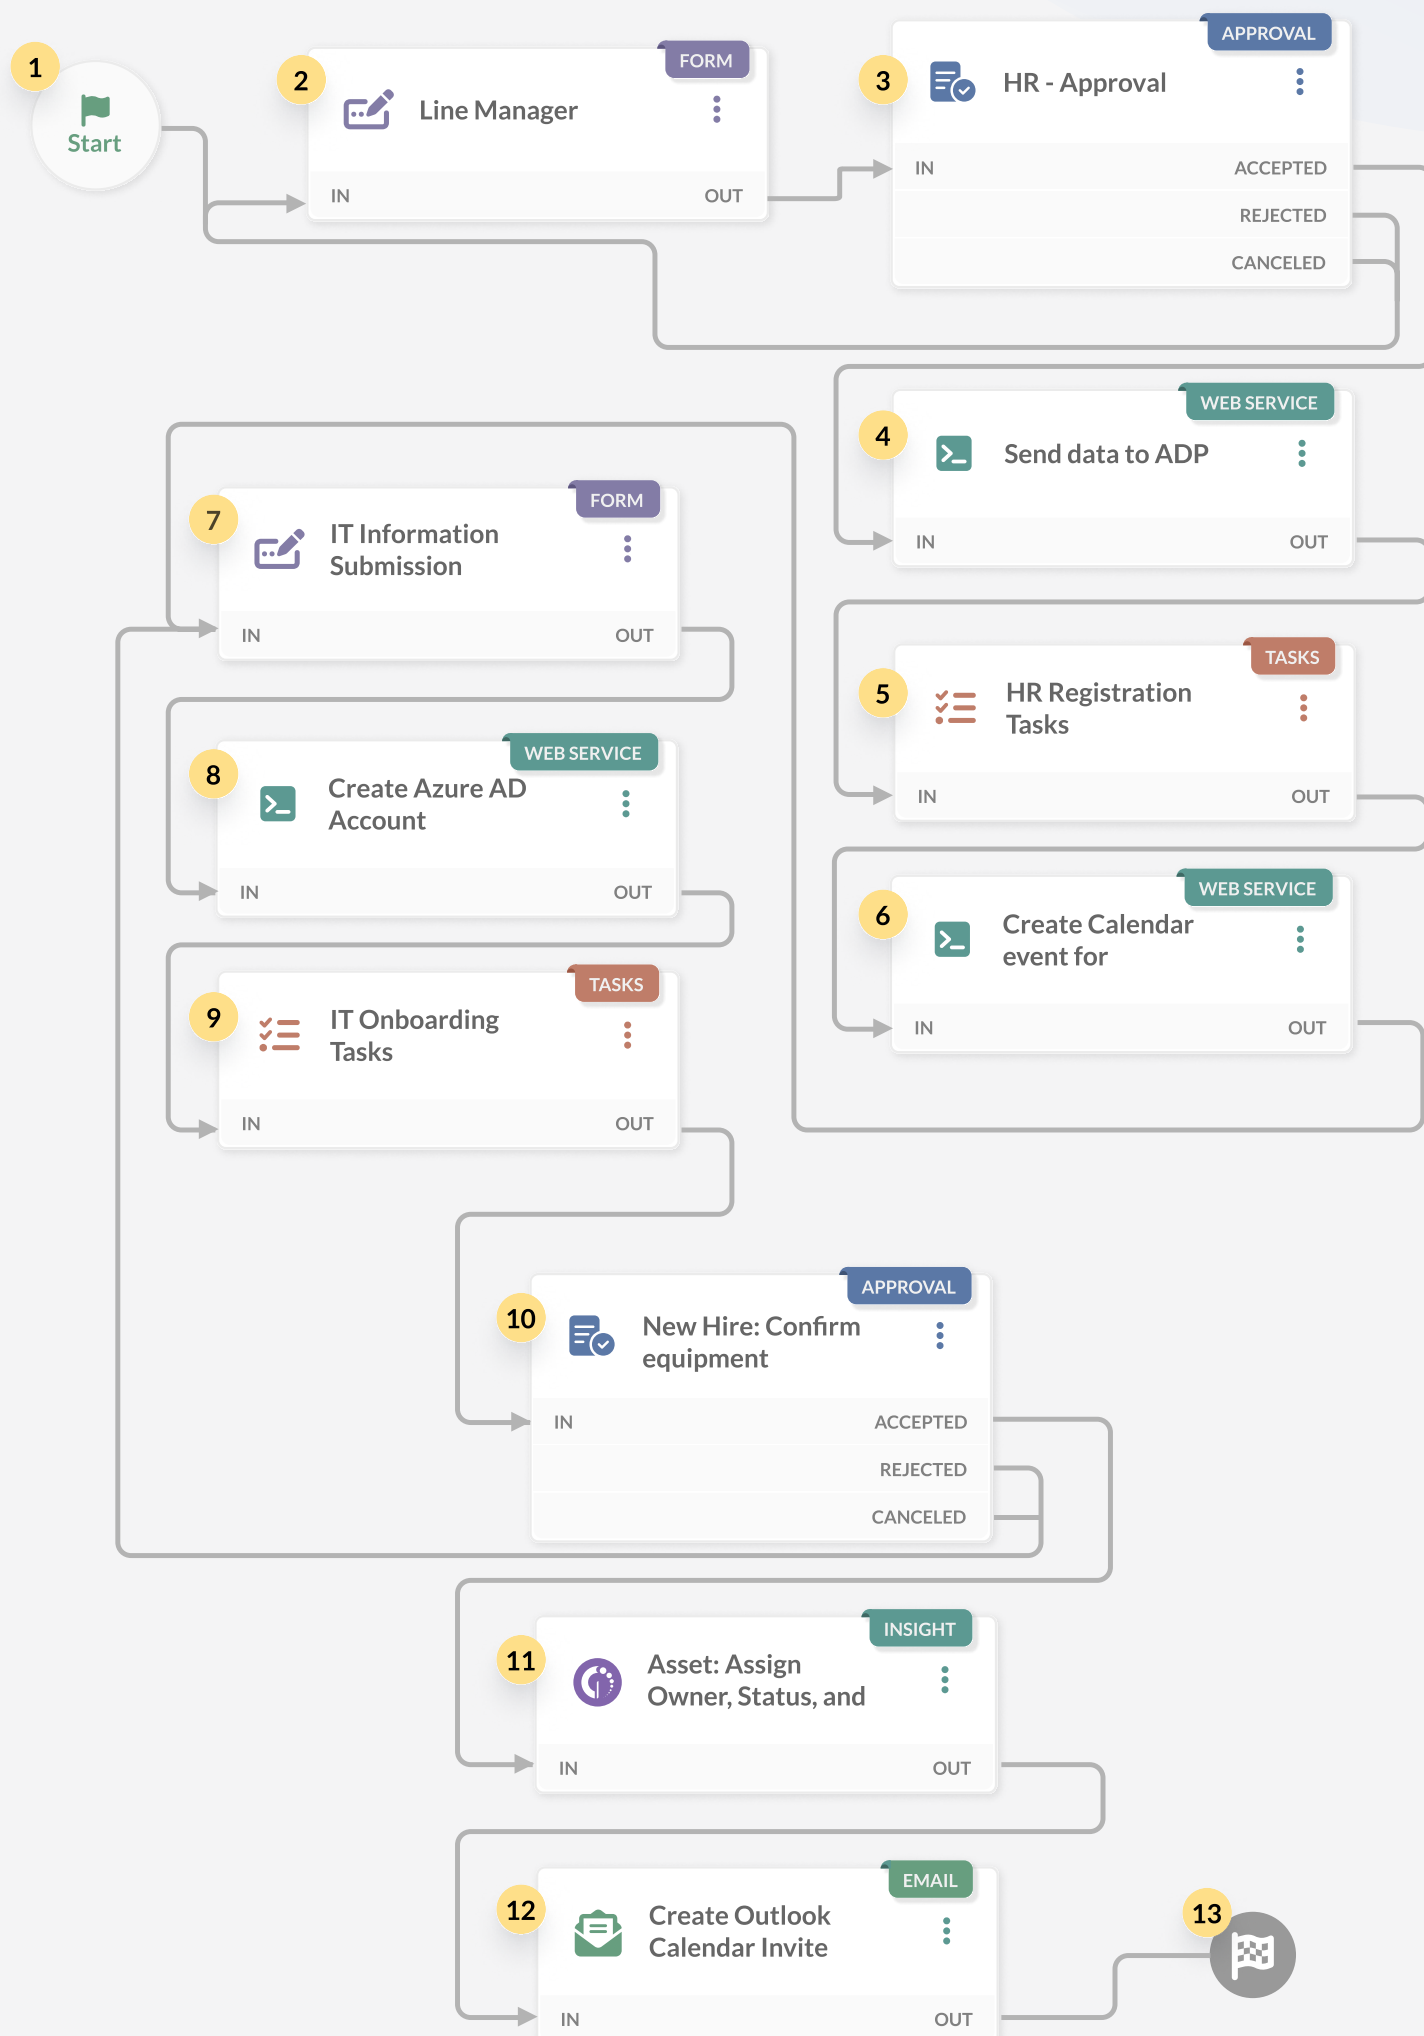 1
Start
2
FORM
Line Manager
IN
OUT
3
APPROVAL
HR - Approval
IN
ACCEPTED
REJECTED
CANCELED
4
WEB SERVICE
Send data to ADP
IN
OUT
5
TASKS
HR Registration
Tasks
IN
OUT
6
WEB SERVICE
Create Calendar
event for
IN
OUT
7
FORM
IT Information
Submission
IN
OUT
8
WEB SERVICE
Create Azure AD
Account
IN
OUT
9
TASKS
IT Onboarding
Tasks
IN
OUT
10
APPROVAL
New Hire: Confirm
equipment
IN
ACCEPTED
REJECTED
CANCELED
11
INSIGHT
Asset: Assign
Owner, Status, and
IN
OUT
12
EMAIL
Create Outlook
Calendar Invite
IN
OUT
13